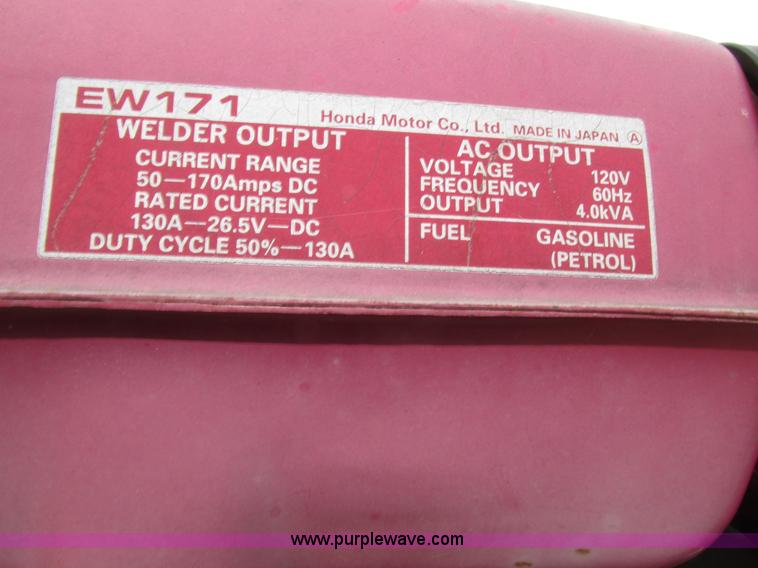 EW171
Honda Motor Co., Ltd. MADE IN JAPAN Ⓐ
WELDER OUTPUT
CURRENT RANGE
50—170Amps DC
RATED CURRENT
130A—26.5V—DC
DUTY CYCLE 50%—130A
AC OUTPUT
VOLTAGE 120V
FREQUENCY 60Hz
OUTPUT 4.0kVA
FUEL GASOLINE
(PETROL)
www.purplewave.com